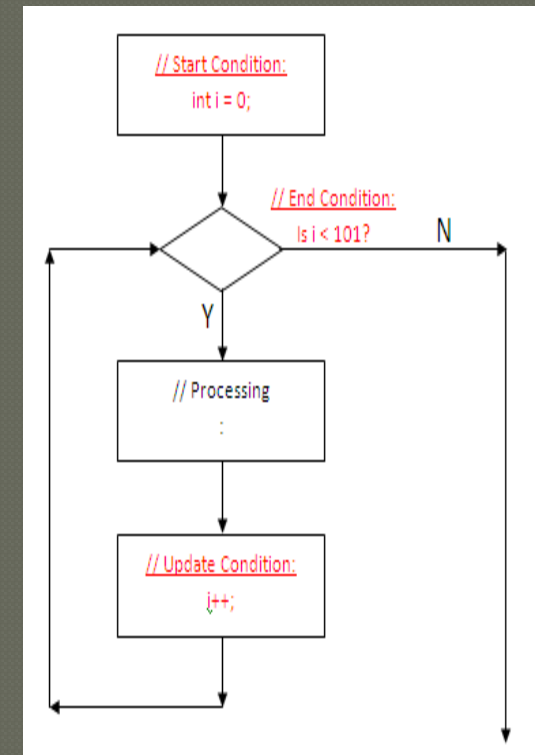 // Start Condition:
int i = 0;
// End Condition:
Is i < 101?
N
Y
// Processing
:
// Update Condition:
i++;